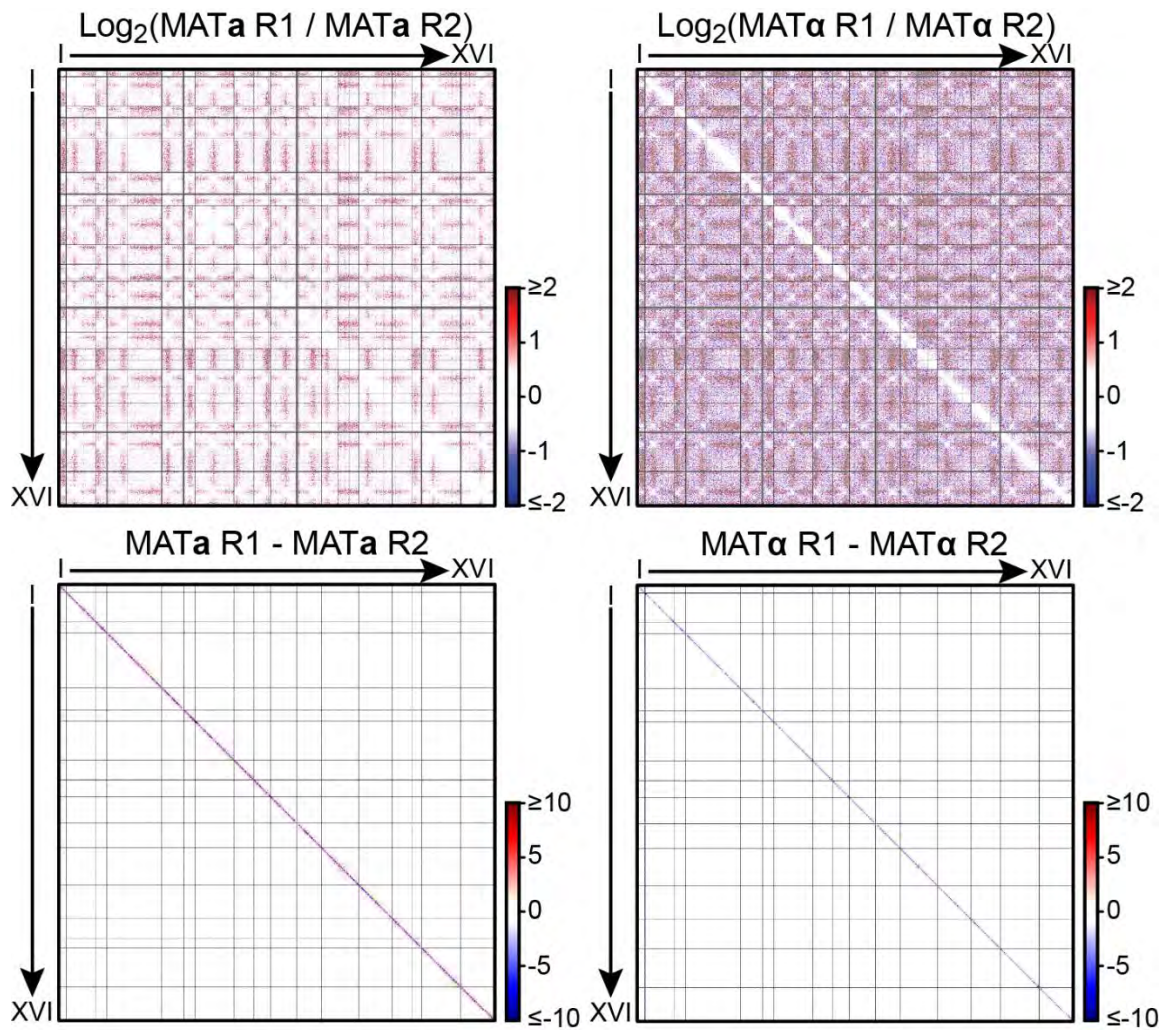 Log₂(MATa R1 / MATa R2)
I XVI
I
XVI
≥2
1
0
-1
≤-2
Log₂(MATα R1 / MATα R2)
I XVI
I
XVI
≥2
1
0
-1
≤-2
MATa R1 - MATa R2
I XVI
I
XVI
≥10
5
0
-5
≤-10
MATα R1 - MATα R2
I XVI
I
XVI
≥10
5
0
-5
≤-10